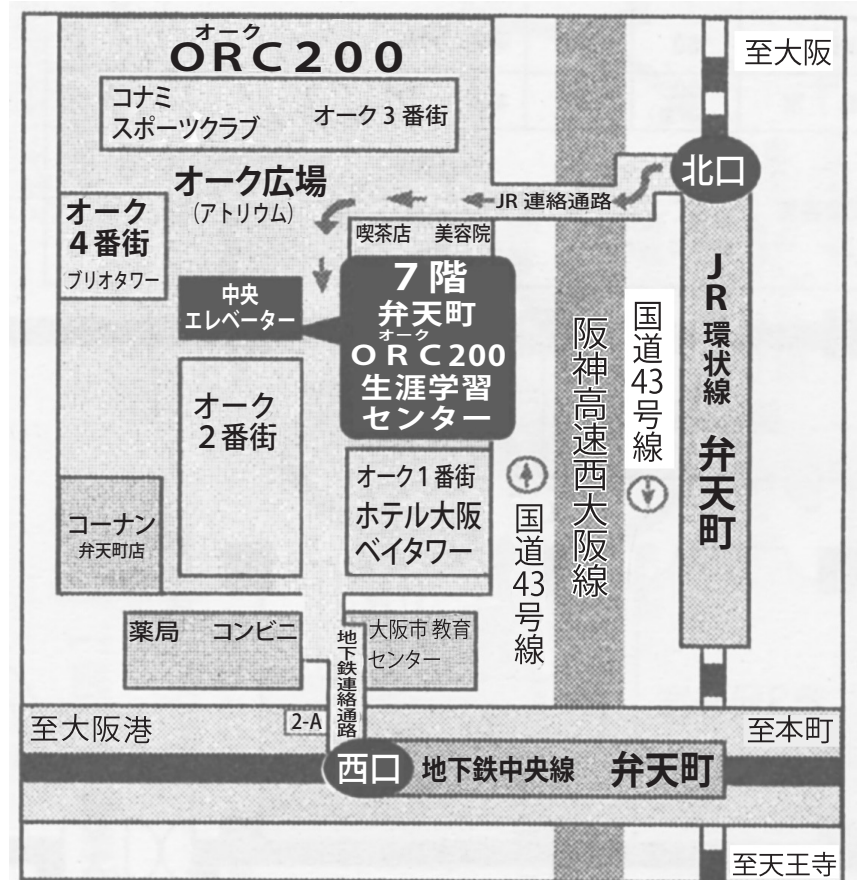 オーク
ORC200
コナミ
スポーツクラブ
オーク3番街
至大阪
北口
オーク広場
(アトリウム)
JR連絡通路
オーク
4番街
ブリオタワー
喫茶店
美容院
中央
エレベーター
7階
弁天町
オーク
ORC200
生涯学習
センター
JR環状線 弁天町
国道43号線
阪神高速西大阪線
オーク
2番街
オーク1番街
ホテル大阪
ベイタワー
国道43号線
コーナン
弁天町店
薬局
コンビニ
地下鉄連絡通路
大阪市教育
センター
至大阪港
2-A
至本町
西口
地下鉄中央線 弁天町
至天王寺